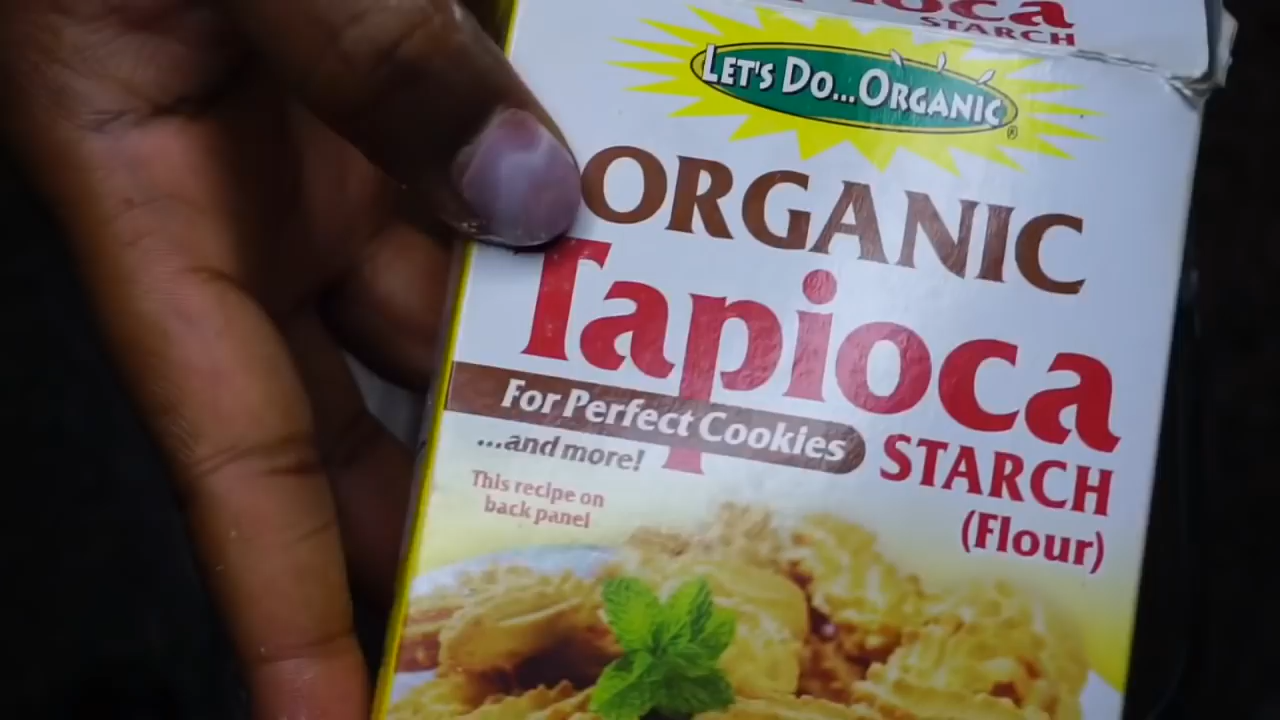 Tapioca
STARCH
LET'S DO...ORGANIC®
ORGANIC
Tapioca
For Perfect Cookies
...and more!
STARCH
This recipe on
back panel
(Flour)